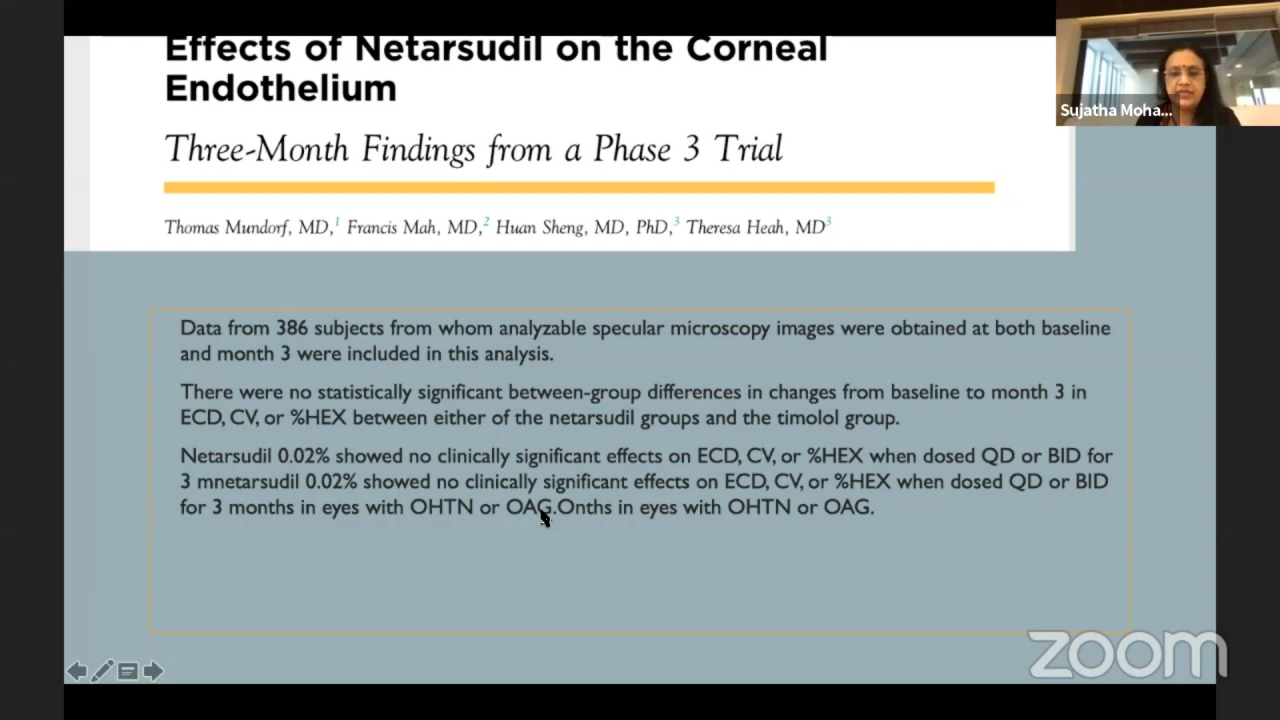 Effects of Netarsudil on the Corneal
Endothelium
Three-Month Findings from a Phase 3 Trial
Thomas Mundorf, MD,1 Francis Mah, MD,2 Huan Sheng, MD, PhD,3 Theresa Heah, MD3
Sujatha Moha...
Data from 386 subjects from whom analyzable specular microscopy images were obtained at both baseline
and month 3 were included in this analysis.
There were no statistically significant between-group differences in changes from baseline to month 3 in
ECD, CV, or %HEX between either of the netarsudil groups and the timolol group.
Netarsudil 0.02% showed no clinically significant effects on ECD, CV, or %HEX when dosed QD or BID for
3 mnetarsudil 0.02% showed no clinically significant effects on ECD, CV, or %HEX when dosed QD or BID
for 3 months in eyes with OHTN or OAG.Onths in eyes with OHTN or OAG.
zoom